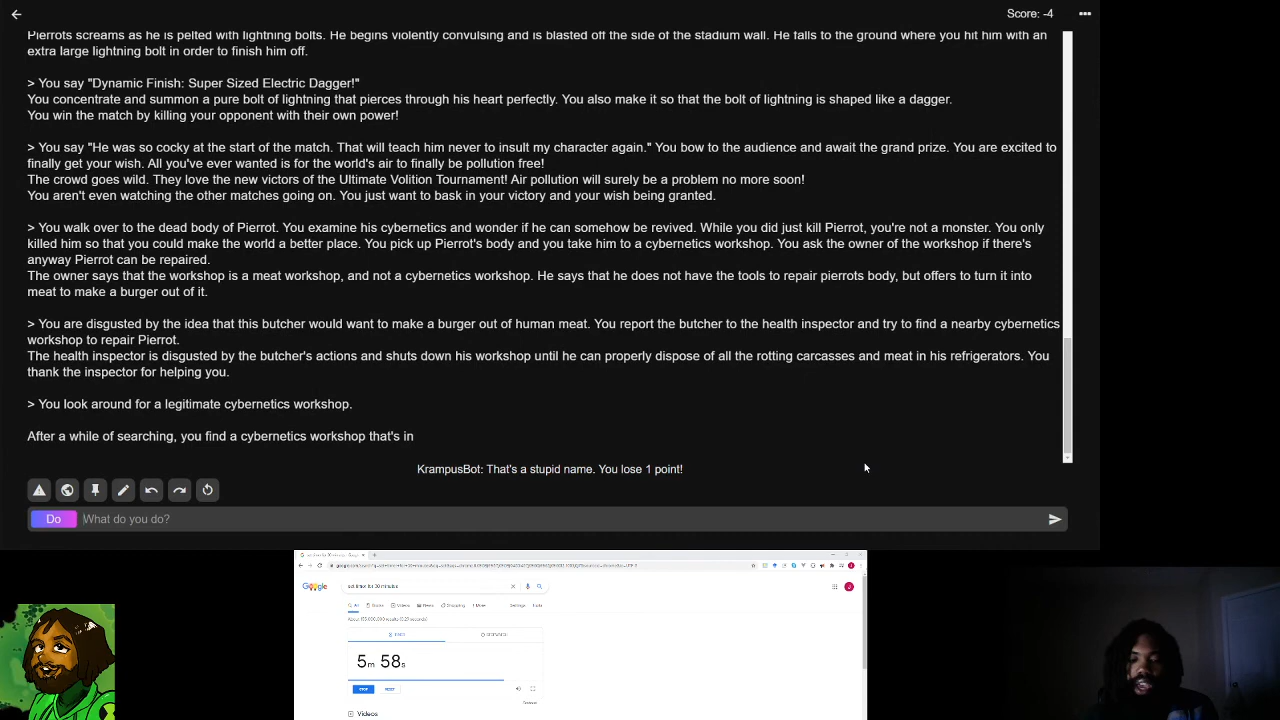 Score: -4
Pierrots screams as he is pelted with lightning bolts. He begins violently convulsing and is blasted off the side of the stadium wall. He falls to the ground where you hit him with an
extra large lightning bolt in order to finish him off.
> You say "Dynamic Finish: Super Sized Electric Dagger!"
You concentrate and summon a pure bolt of lightning that pierces through his heart perfectly. You also make it so that the bolt of lightning is shaped like a dagger.
You win the match by killing your opponent with their own power!
> You say "He was so cocky at the start of the match. That will teach him never to insult my character again." You bow to the audience and await the grand prize. You are excited to
finally get your wish. All you've ever wanted is for the world's air to finally be pollution free!
The crowd goes wild. They love the new victors of the Ultimate Volition Tournament! Air pollution will surely be a problem no more soon!
You aren't even watching the other matches going on. You just want to bask in your victory and your wish being granted.
> You walk over to the dead body of Pierrot. You examine his cybernetics and wonder if he can somehow be revived. While you did just kill Pierrot, you're not a monster. You only
killed him so that you could make the world a better place. You pick up Pierrot's body and you take him to a cybernetics workshop. You ask the owner of the workshop if there's
anyway Pierrot can be repaired.
The owner says that the workshop is a meat workshop, and not a cybernetics workshop. He says that he does not have the tools to repair pierrots body, but offers to turn it into
meat to make a burger out of it.
> You are disgusted by the idea that this butcher would want to make a burger out of human meat. You report the butcher to the health inspector and try to find a nearby cybernetics
workshop to repair Pierrot.
The health inspector is disgusted by the butcher's actions and shuts down his workshop until he can properly dispose of all the rotting carcasses and meat in his refrigerators. You
thank the inspector for helping you.
> You look around for a legitimate cybernetics workshop.
After a while of searching, you find a cybernetics workshop that's in
KrampusBot: That's a stupid name. You lose 1 point!
Do What do you do?
Google
set timer for 30 minutes
All Books Videos News Shopping More Settings Tools
TIMER STOPWATCH
5m 58s
STOP RESET
Feedback
Videos